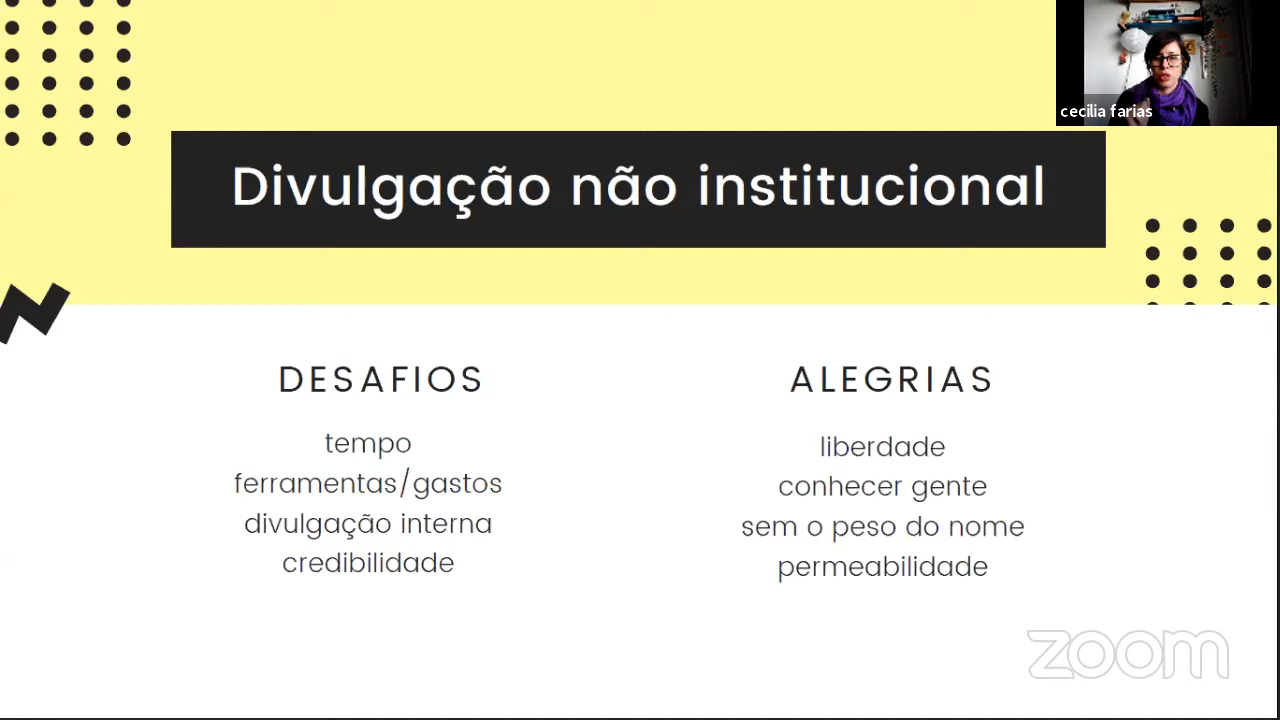 cecilia farias
Divulgação não institucional
DESAFIOS
tempo
ferramentas/gastos
divulgação interna
credibilidade
ALEGRIAS
liberdade
conhecer gente
sem o peso do nome
permeabilidade
zoom